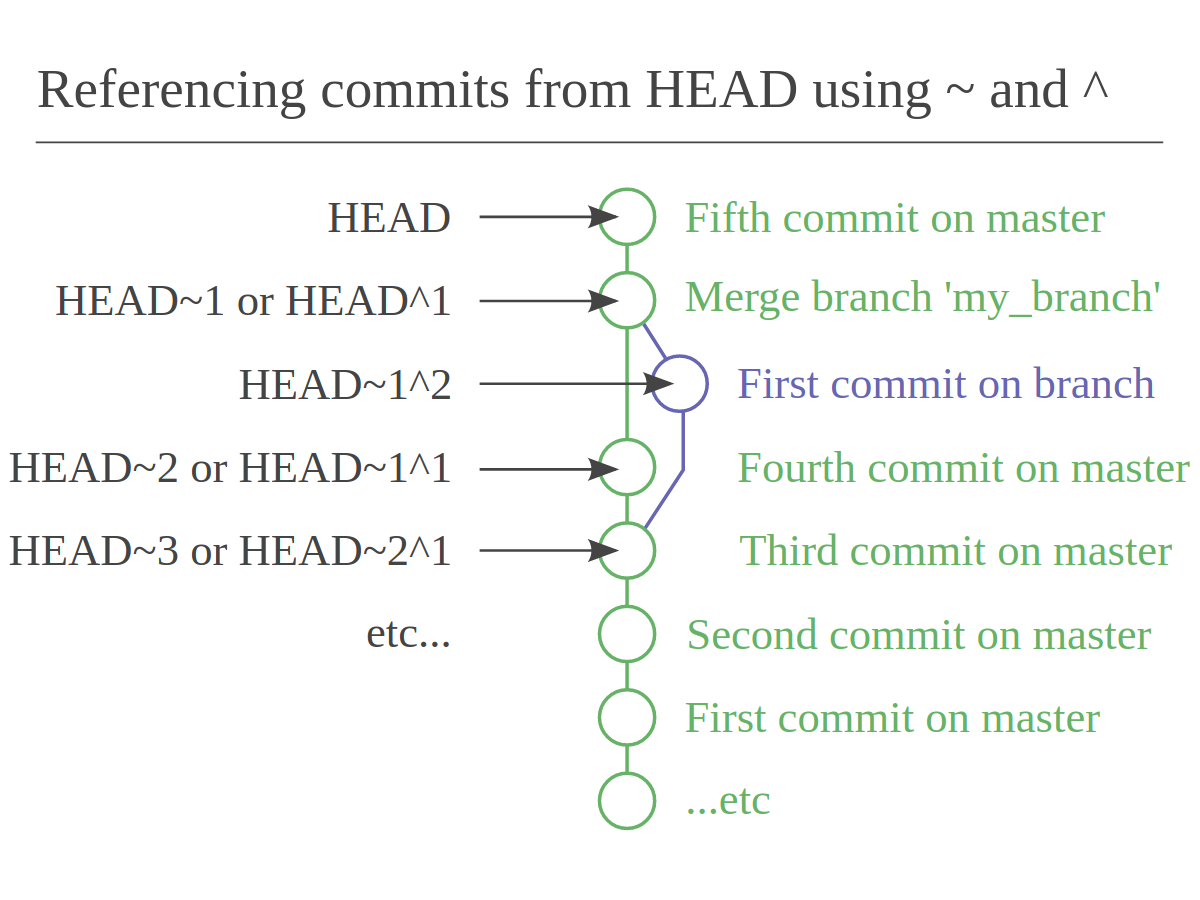 Referencing commits from HEAD using ~ and ^
HEAD
Fifth commit on master
HEAD~1 or HEAD^1
Merge branch 'my_branch'
HEAD~1^2
First commit on branch
HEAD~2 or HEAD~1^1
Fourth commit on master
HEAD~3 or HEAD~2^1
Third commit on master
etc...
Second commit on master
First commit on master
...etc